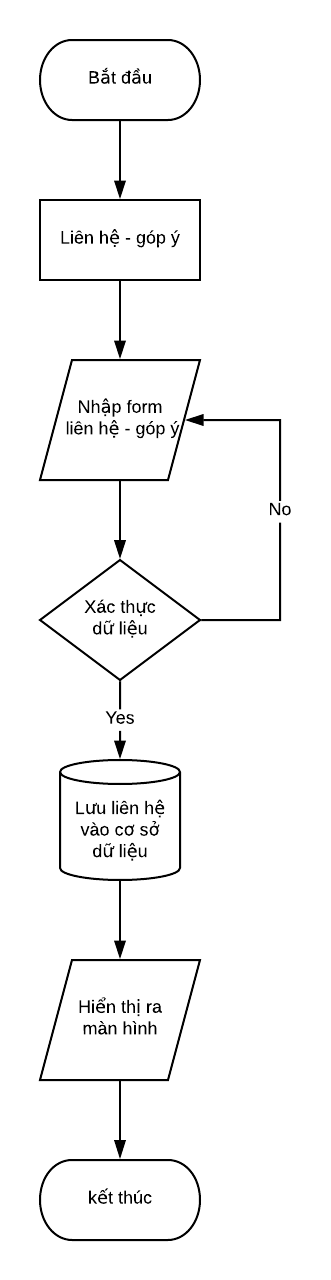 Bắt đầu
Liên hệ - góp ý
Nhập form
liên hệ - góp ý
No
Xác thực
dữ liệu
Yes
Lưu liên hệ
vào cơ sở
dữ liệu
Hiển thị ra
màn hình
kết thúc